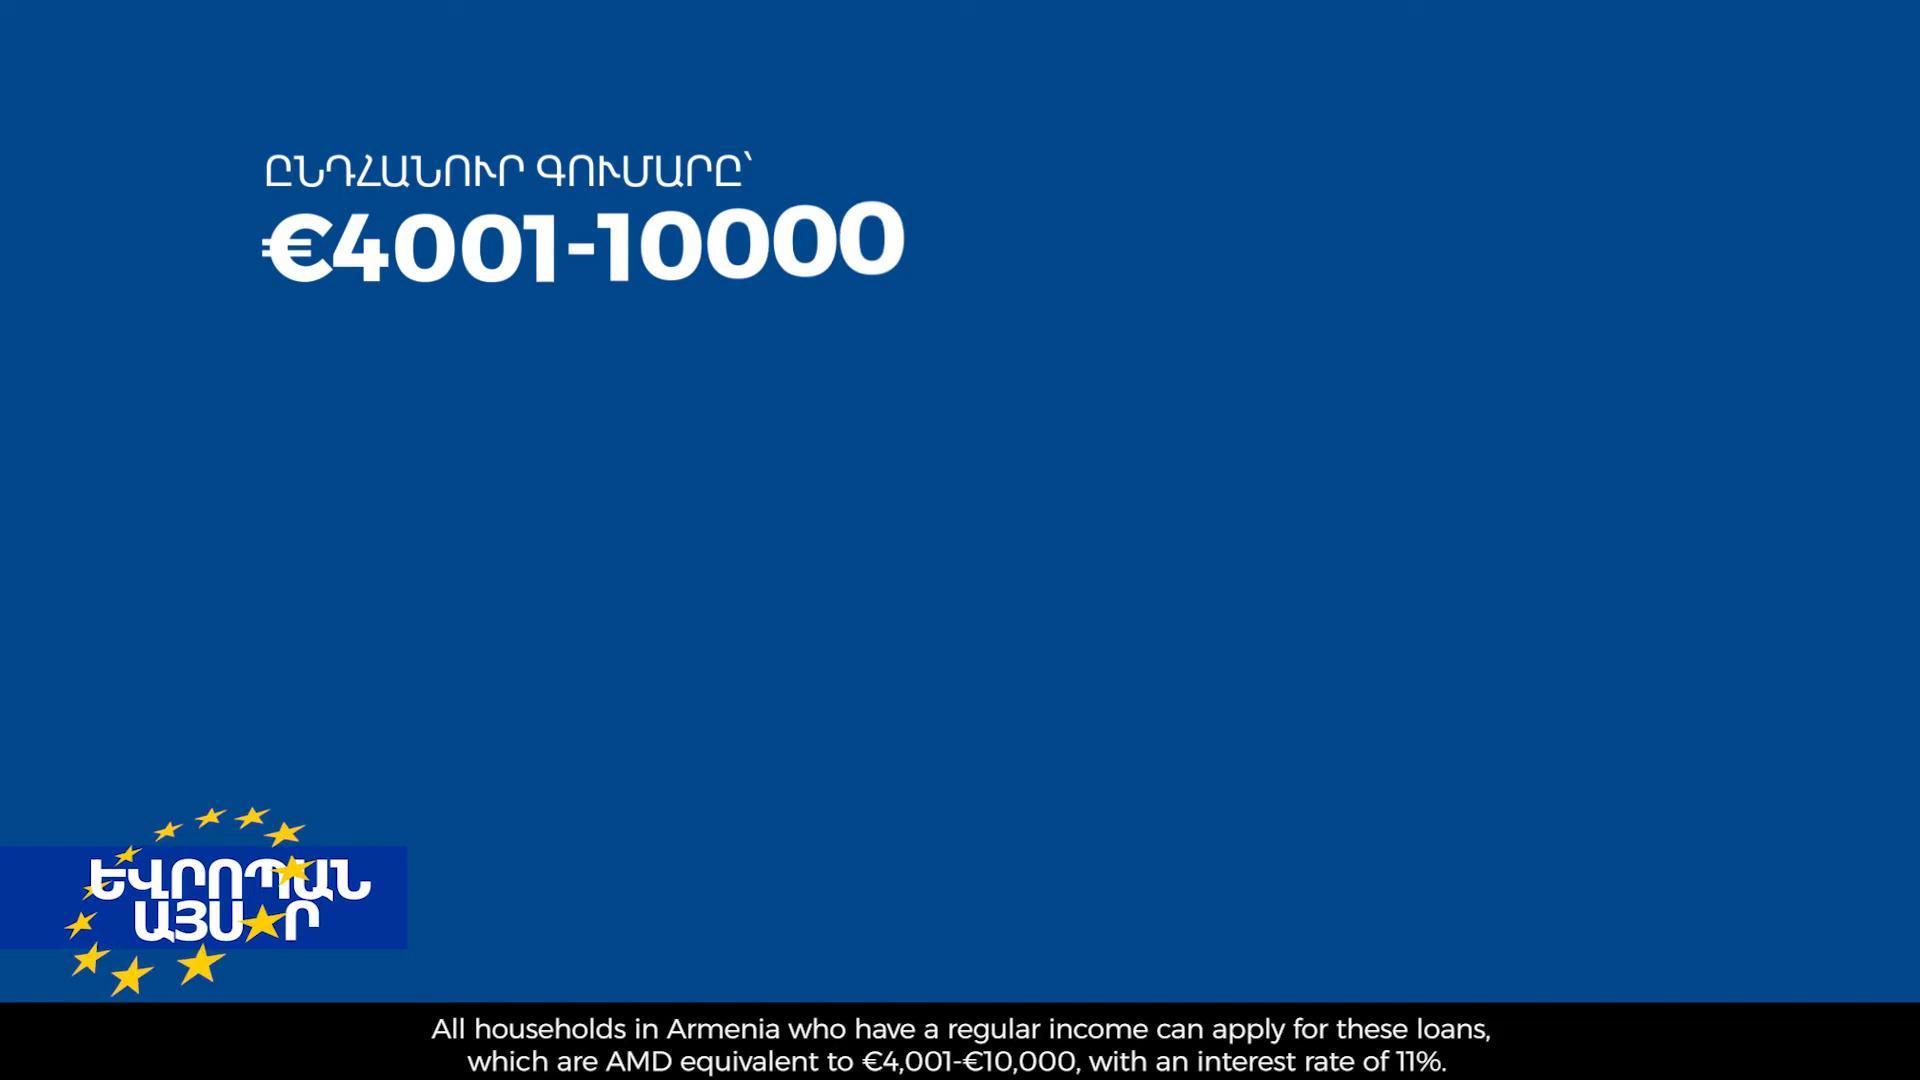 ԸՆԴՀԱՆՈՒՐ ԳՈՒՄԱՐԸ՝
€4001-10000
ԵՎՐՈՊԱՆ
ԱՅՍ★Ր
All households in Armenia who have a regular income can apply for these loans,
which are AMD equivalent to €4,001-€10,000, with an interest rate of 11%.